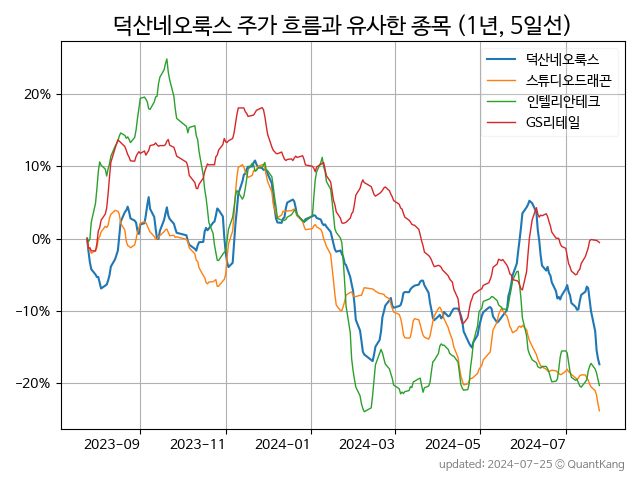 덕산네오룩스 주가 흐름과 유사한 종목 (1년, 5일선)
덕산네오룩스
스튜디오드래곤
인텔리안테크
GS리테일
20%
10%
0%
−10%
−20%
2023-09
2023-11
2024-01
2024-03
2024-05
2024-07
updated: 2024-07-25 © QuantKang